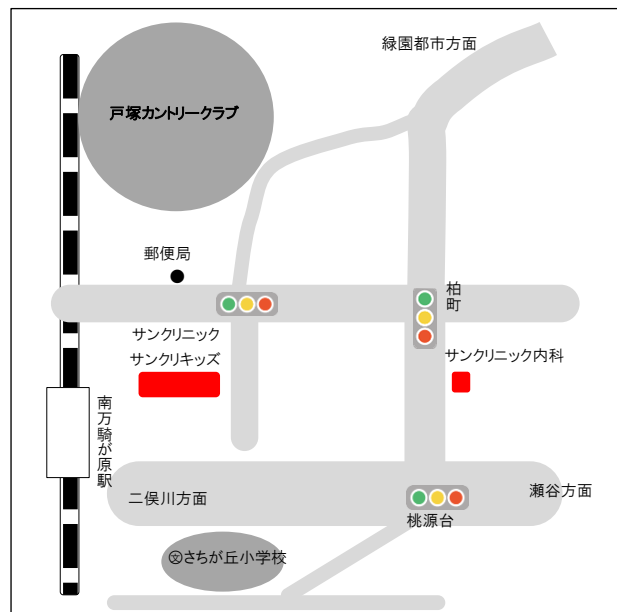 緑園都市方面
戸塚カントリークラブ
郵便局
柏町
サンクリニック
サンクリキッズ
サンクリニック内科
南万騎が原駅
二俣川方面
瀬谷方面
桃源台
文さちが丘小学校